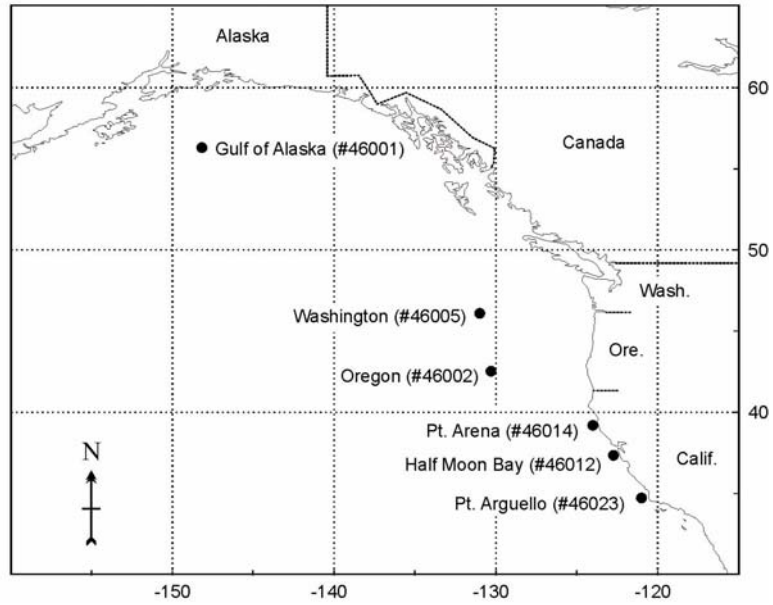 Alaska
60
Gulf of Alaska (#46001)
Canada
50
Wash.
Washington (#46005)
Ore.
Oregon (#46002)
40
Pt. Arena (#46014)
N
Half Moon Bay (#46012)
Calif.
Pt. Arguello (#46023)
-150
-140
-130
-120